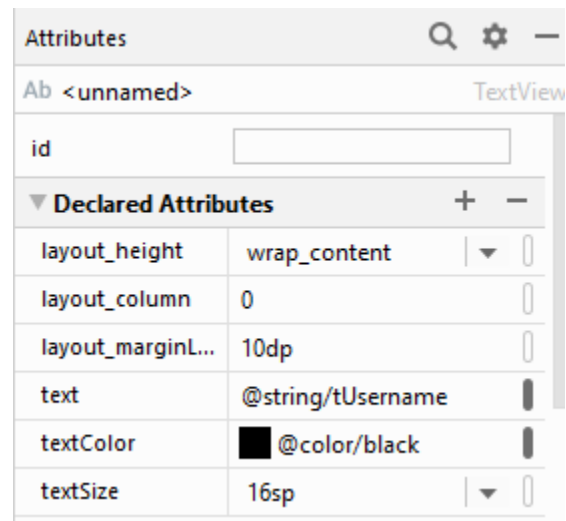 Attributes
Ab <unnamed> TextView
id
Declared Attributes
layout_height wrap_content
layout_column 0
layout_marginL... 10dp
text @string/tUsername
textColor @color/black
textSize 16sp